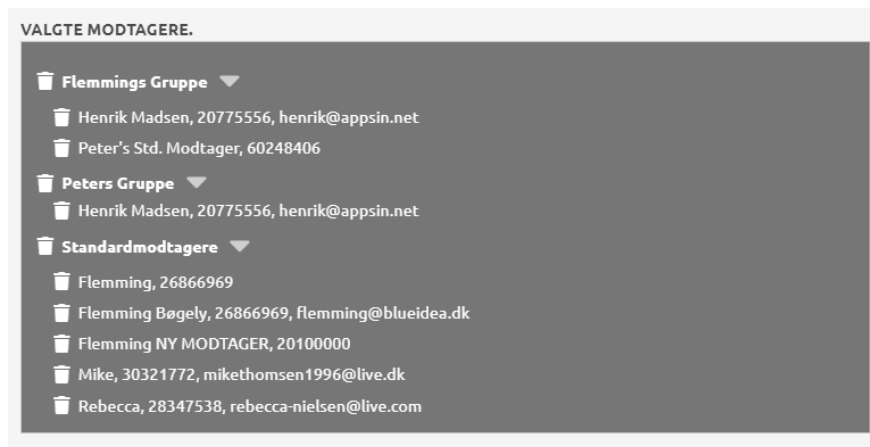 VALGTE MODTAGERE.
Flemmings Gruppe
Henrik Madsen, 20775556, henrik@appsin.net
Peter's Std. Modtager, 60248406
Peters Gruppe
Henrik Madsen, 20775556, henrik@appsin.net
Standardmodtagere
Flemming, 26866969
Flemming Bøgely, 26866969, flemming@blueidea.dk
Flemming NY MODTAGER, 20100000
Mike, 30321772, mikethomsen1996@live.dk
Rebecca, 28347538, rebecca-nielsen@live.com